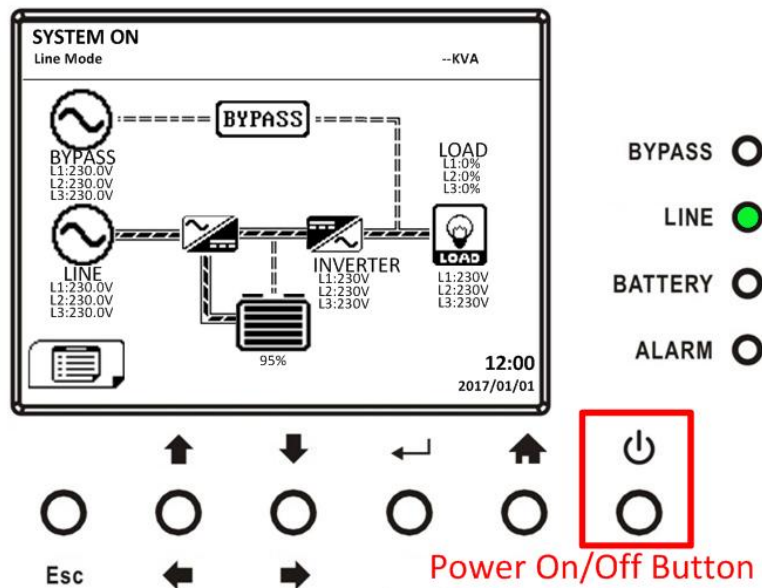 SYSTEM ON
Line Mode
--KVA
BYPASS
BYPASS
L1:230.0V
L2:230.0V
L3:230.0V
LOAD
L1:0%
L2:0%
L3:0%
LINE
L1:230.0V
L2:230.0V
L3:230.0V
INVERTER
L1:230V
L2:230V
L3:230V
LOAD
L1:230V
L2:230V
L3:230V
95%
12:00
2017/01/01
BYPASS
LINE
BATTERY
ALARM
Esc
Power On/Off Button